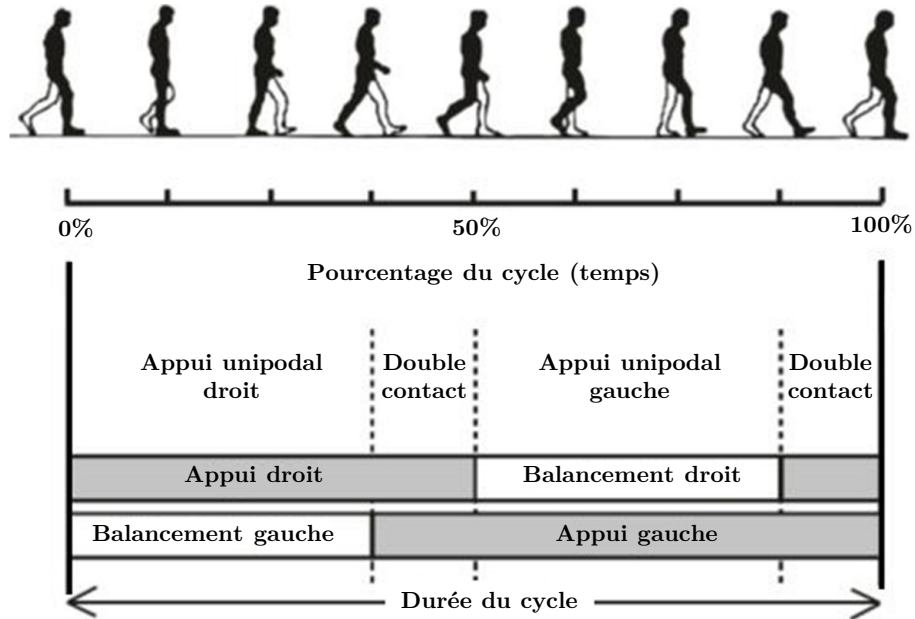 0%
50%
100%
Pourcentage du cycle (temps)
Appui unipodal
droit
Double
contact
Appui unipodal
gauche
Double
contact
Appui droit
Balancement droit
Balancement gauche
Appui gauche
Durée du cycle